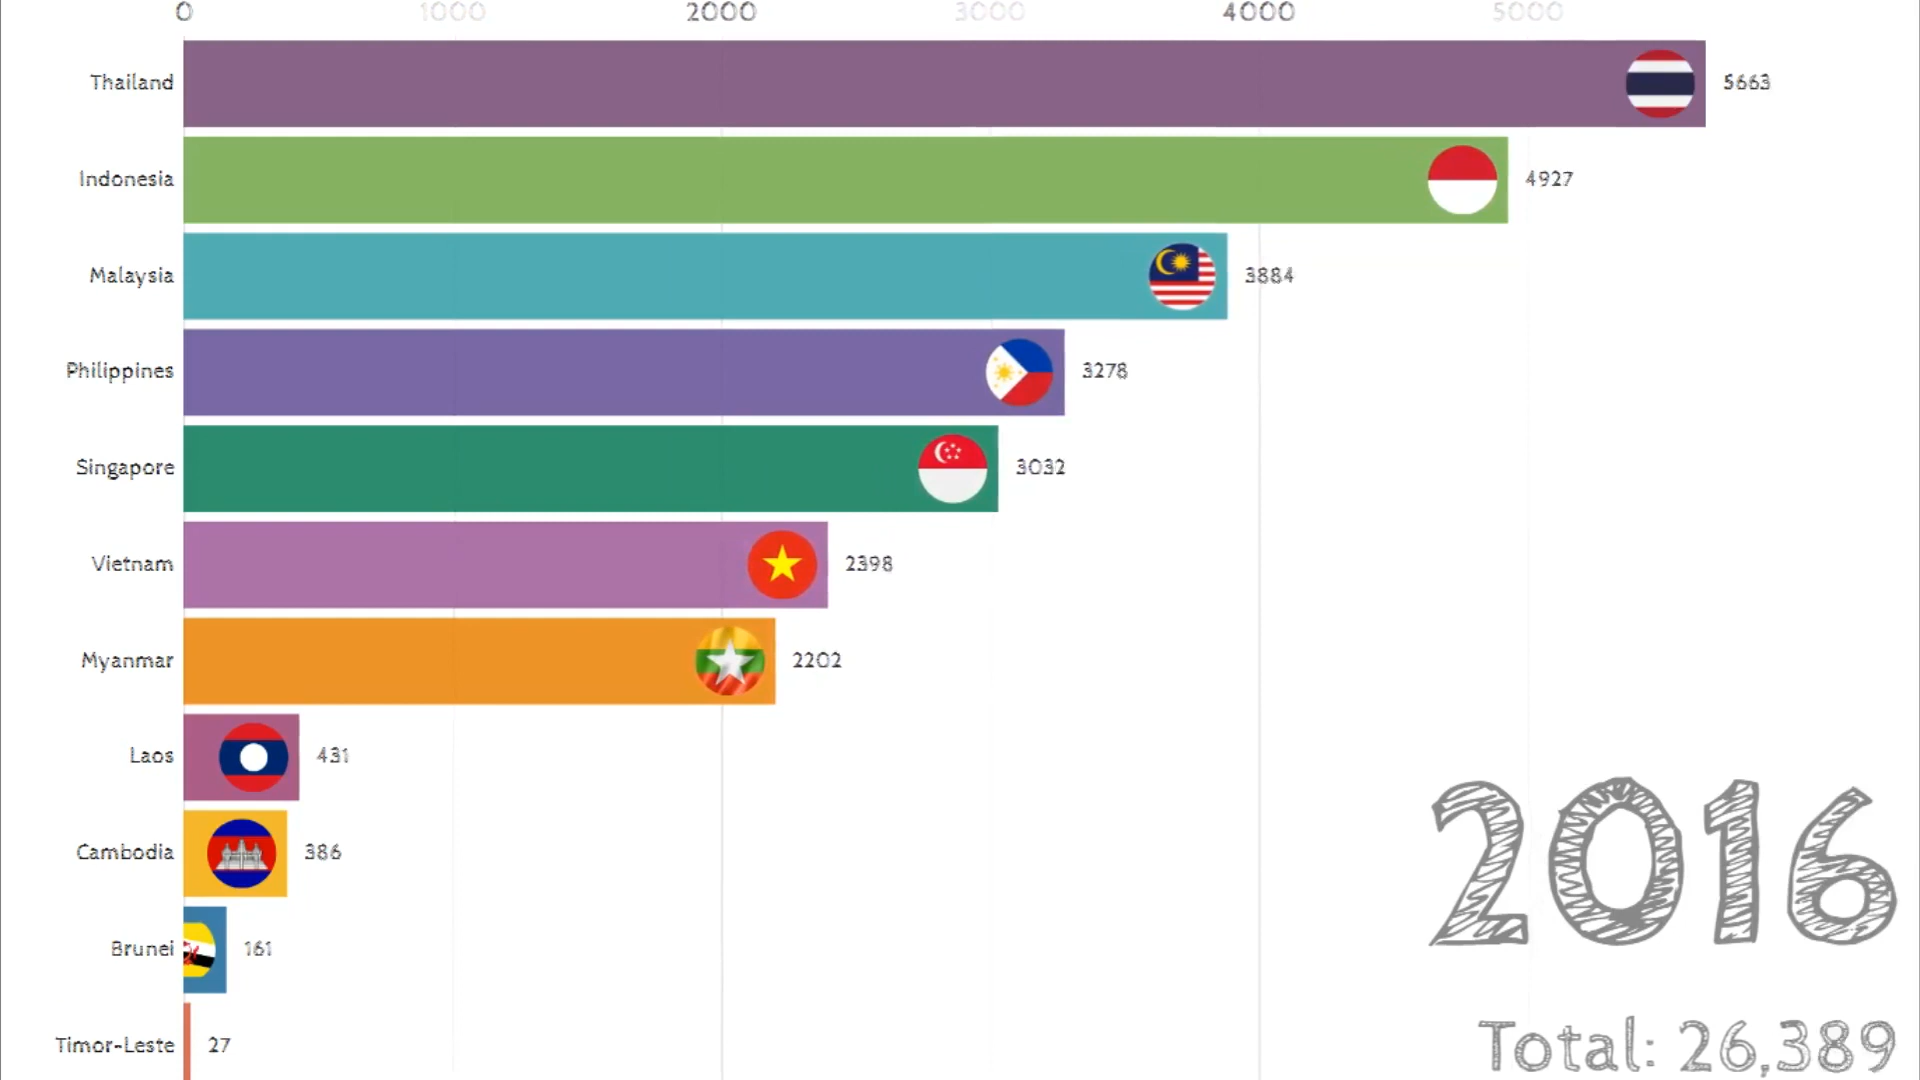 0 1000 2000 3000 4000 5000
Thailand 5663
Indonesia 4927
Malaysia 3884
Philippines 3278
Singapore 3032
Vietnam 2398
Myanmar 2202
Laos 431
Cambodia 386
Brunei 161
Timor-Leste 27
2016
Total: 26,389